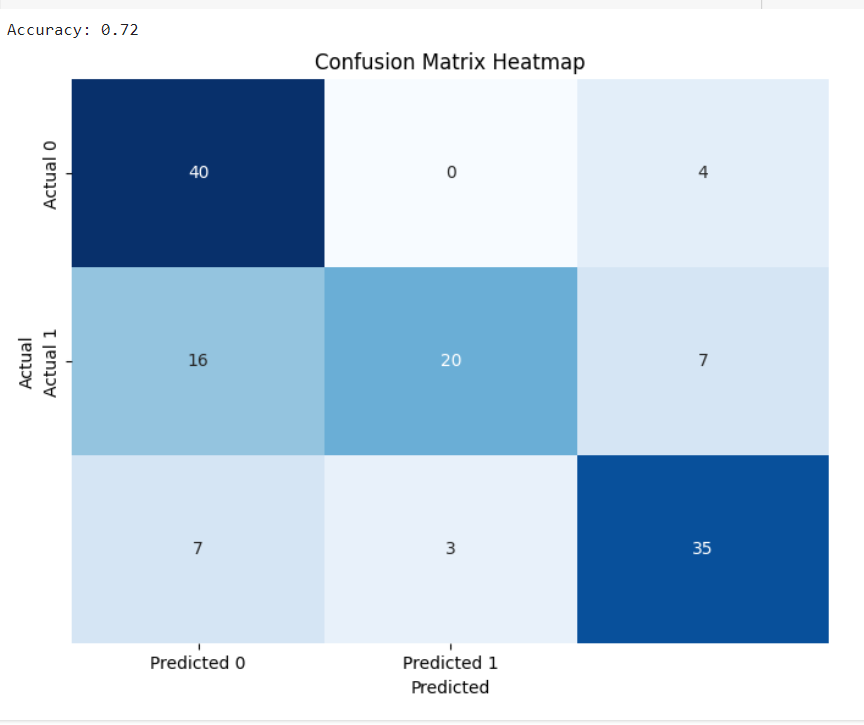 Accuracy: 0.72
Confusion Matrix Heatmap
Actual 0
40 0 4
Actual
Actual 1
16 20 7
7 3 35
Predicted 0 Predicted 1
Predicted